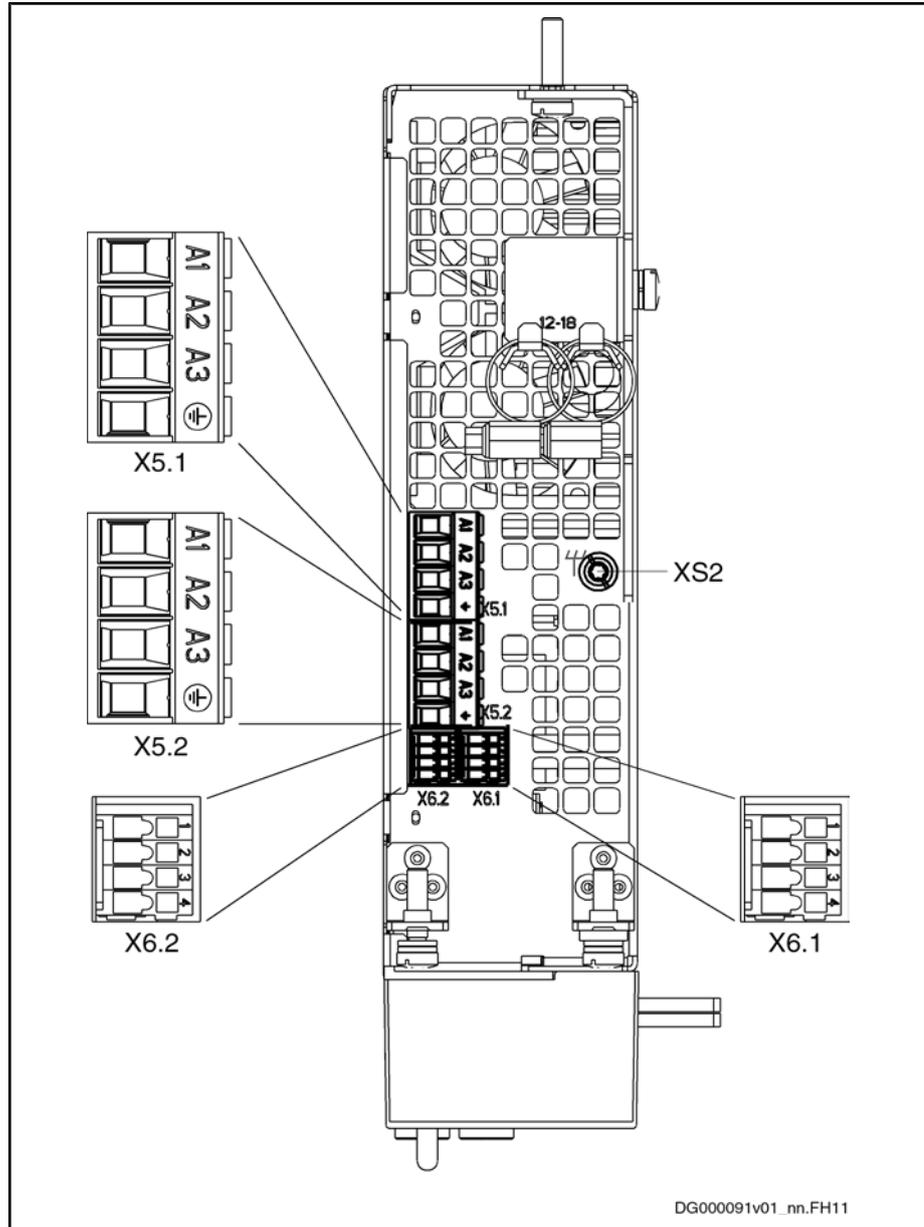 12-18
A1
A2
A3
X5.1
A1
A2
A3
X5.2
A1
A2
A3
X5.1
A1
A2
A3
X5.2
XS2
X6.2
X6.1
1
2
3
4
X6.2
1
2
3
4
X6.1
DG000091v01_nn.FH11